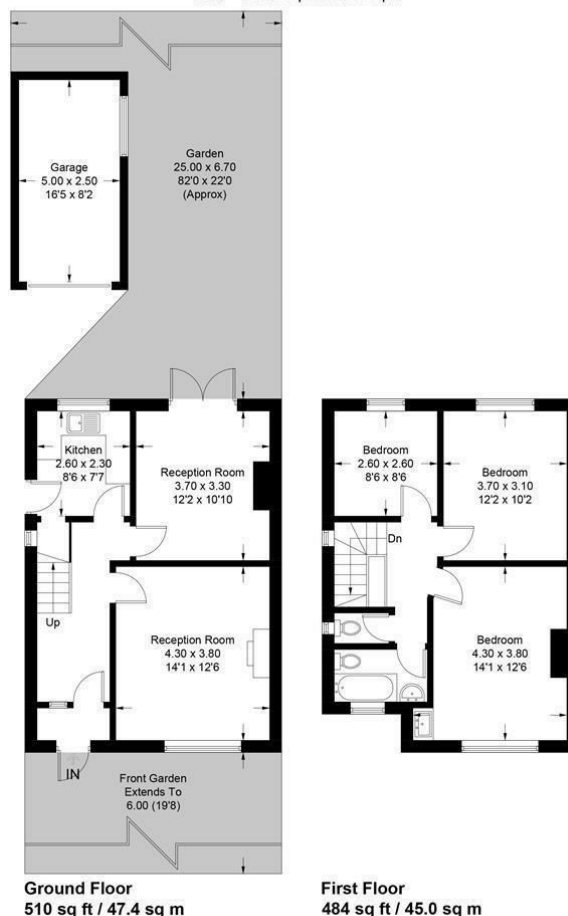 Garage
5.00 x 2.50
16'5 x 8'2
Garden
25.00 x 6.70
82'0 x 22'0
(Approx)
Kitchen
2.60 x 2.30
8'6 x 7'7
Reception Room
3.70 x 3.30
12'2 x 10'10
Up
Reception Room
4.30 x 3.80
14'1 x 12'6
IN
Front Garden
Extends To
6.00 (19'8)
Ground Floor
510 sq ft / 47.4 sq m
Bedroom
2.60 x 2.60
8'6 x 8'6
Bedroom
3.70 x 3.10
12'2 x 10'2
Dn
Bedroom
4.30 x 3.80
14'1 x 12'6
First Floor
484 sq ft / 45.0 sq m